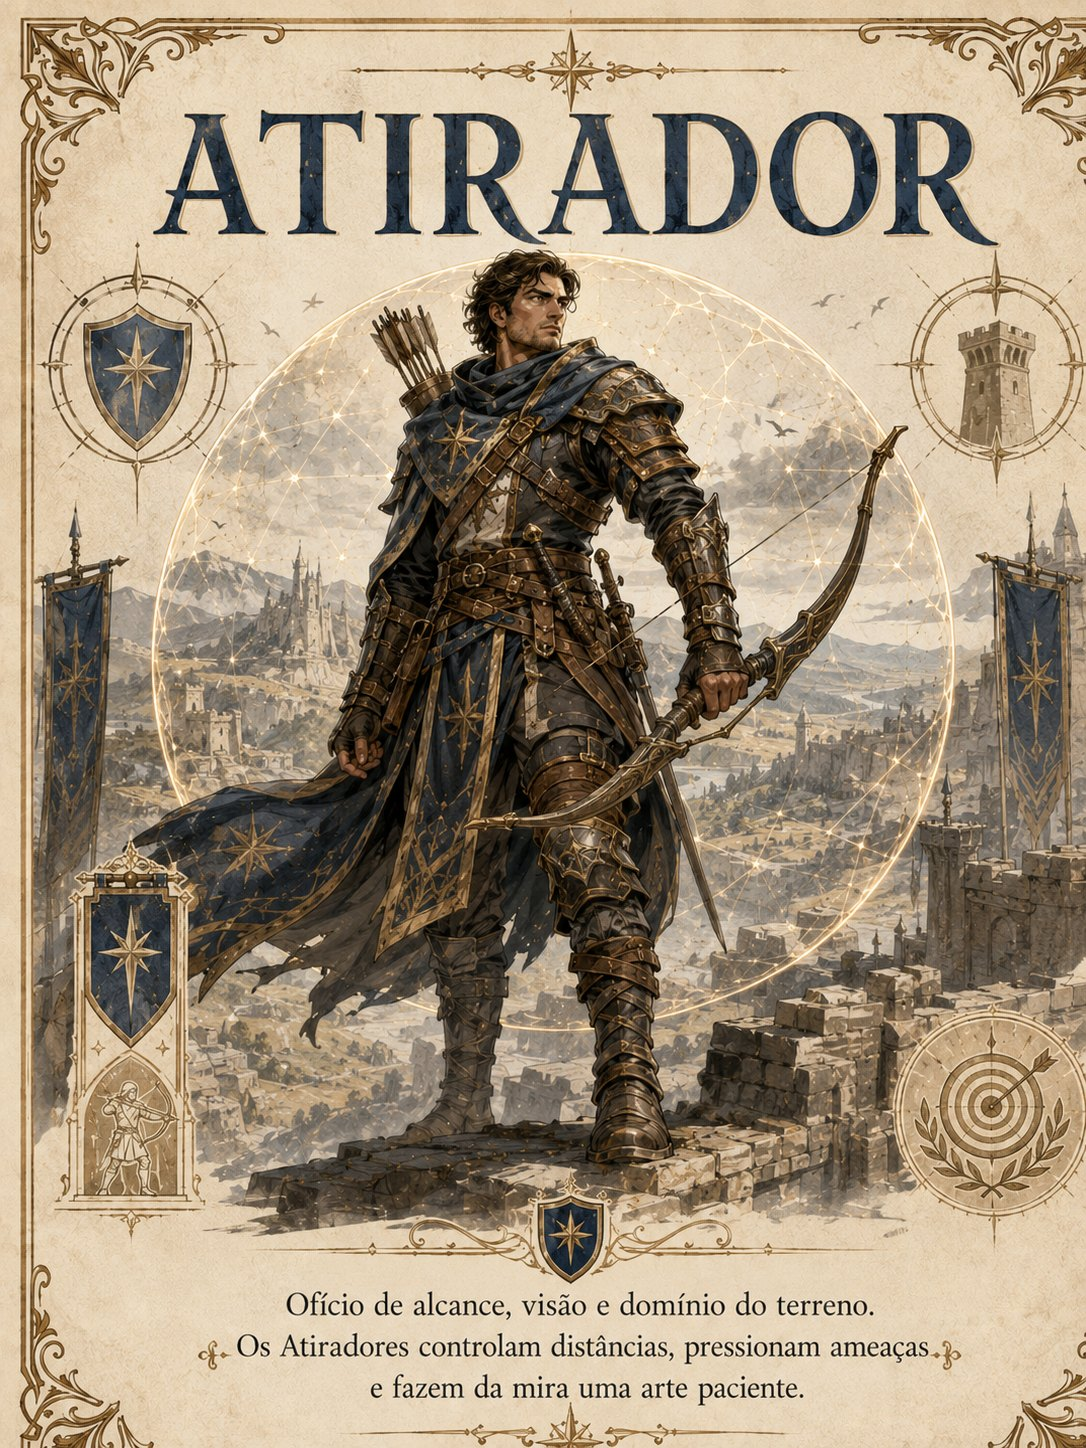 ATIRADOR
Ofício de alcance, visão e domínio do terreno.
Os Atiradores controlam distâncias, pressionam ameaças
e fazem da mira uma arte paciente.